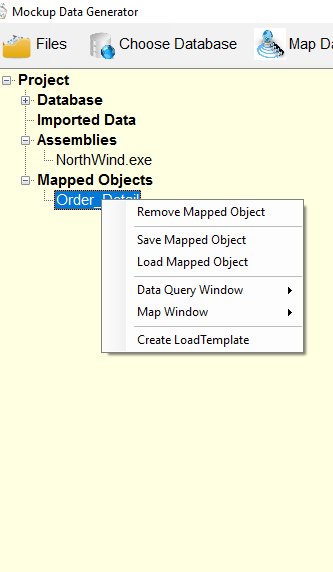 Mockup Data Generator
Files
Choose Database
Map Da
Project
Database
Imported Data
Assemblies
NorthWind.exe
Mapped Objects
Order_Detail
Remove Mapped Object
Save Mapped Object
Load Mapped Object
Data Query Window
Map Window
Create LoadTemplate